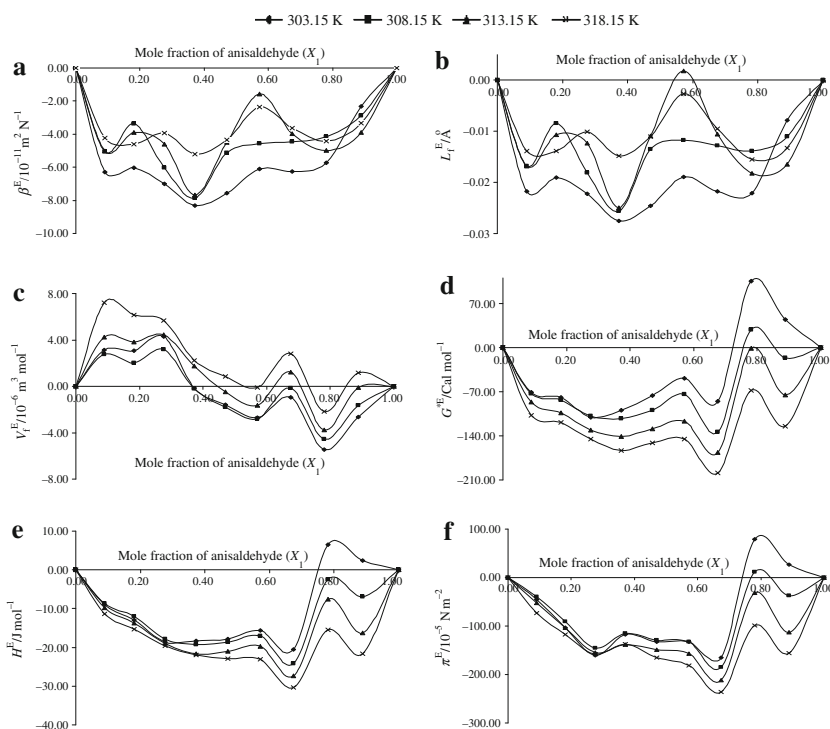 303.15 K 308.15 K 313.15 K 318.15 K
a
Mole fraction of anisaldehyde (X1)
0.00 0.20 0.40 0.60 0.80 1.00
0.00
−2.00
−4.00
−6.00
−8.00
−10.00
βE/10−11 m2 N−1
b
Mole fraction of anisaldehyde (X1)
0.00 0.20 0.40 0.60 0.80 1.00
0.00
−0.01
−0.02
−0.03
LfE/Åo
c
8.00
4.00
0.00
−4.00
−8.00
0.00 0.20 0.40 0.60 0.80 1.00
VfE/10−6 m3 mol−1
Mole fraction of anisaldehyde (X1)
d
70.00
0.00
−70.00
−140.00
−210.00
Mole fraction of anisaldehyde (X1)
0.00 0.20 0.40 0.60 0.80 1.00
G*E/Cal mol−1
e
10.00
0.00
−10.00
−20.00
−30.00
−40.00
Mole fraction of anisaldehyde (X1)
0.00 0.20 0.40 0.60 0.80 1.00
HE/Jmol−1
f
100.00
0.00
−100.00
−200.00
−300.00
Mole fraction of anisaldehyde (X1)
0.00 0.20 0.40 0.60 0.80 1.00
πE/10−5 N m−2